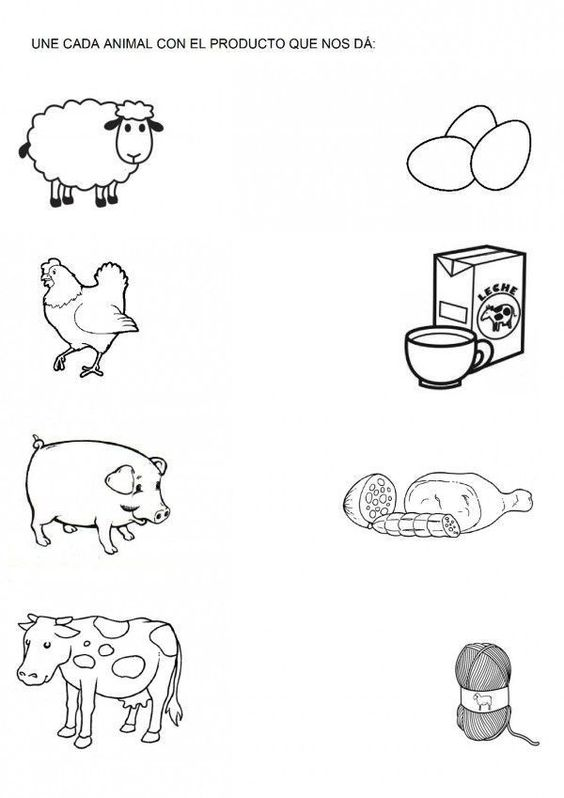 UNE CADA ANIMAL CON EL PRODUCTO QUE NOS DÁ:
LECHE